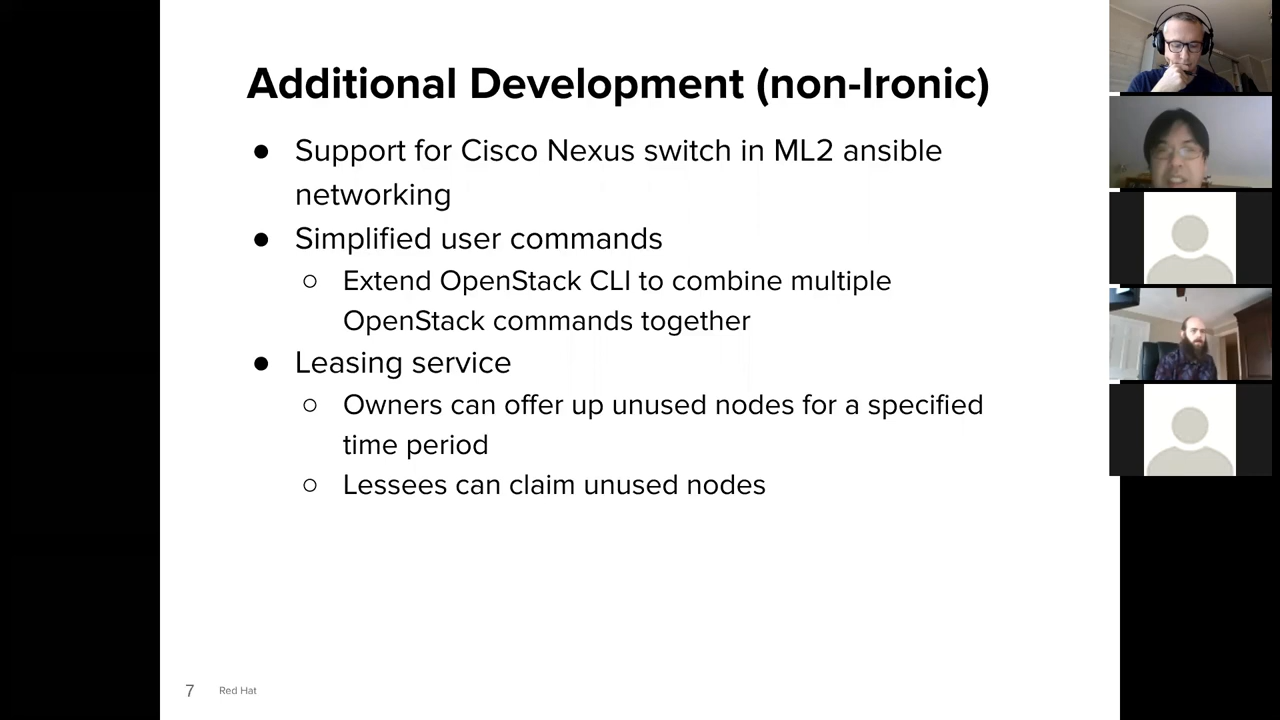 Additional Development (non-Ironic)
● Support for Cisco Nexus switch in ML2 ansible
networking
● Simplified user commands
○ Extend OpenStack CLI to combine multiple
OpenStack commands together
● Leasing service
○ Owners can offer up unused nodes for a specified
time period
○ Lessees can claim unused nodes
7 Red Hat